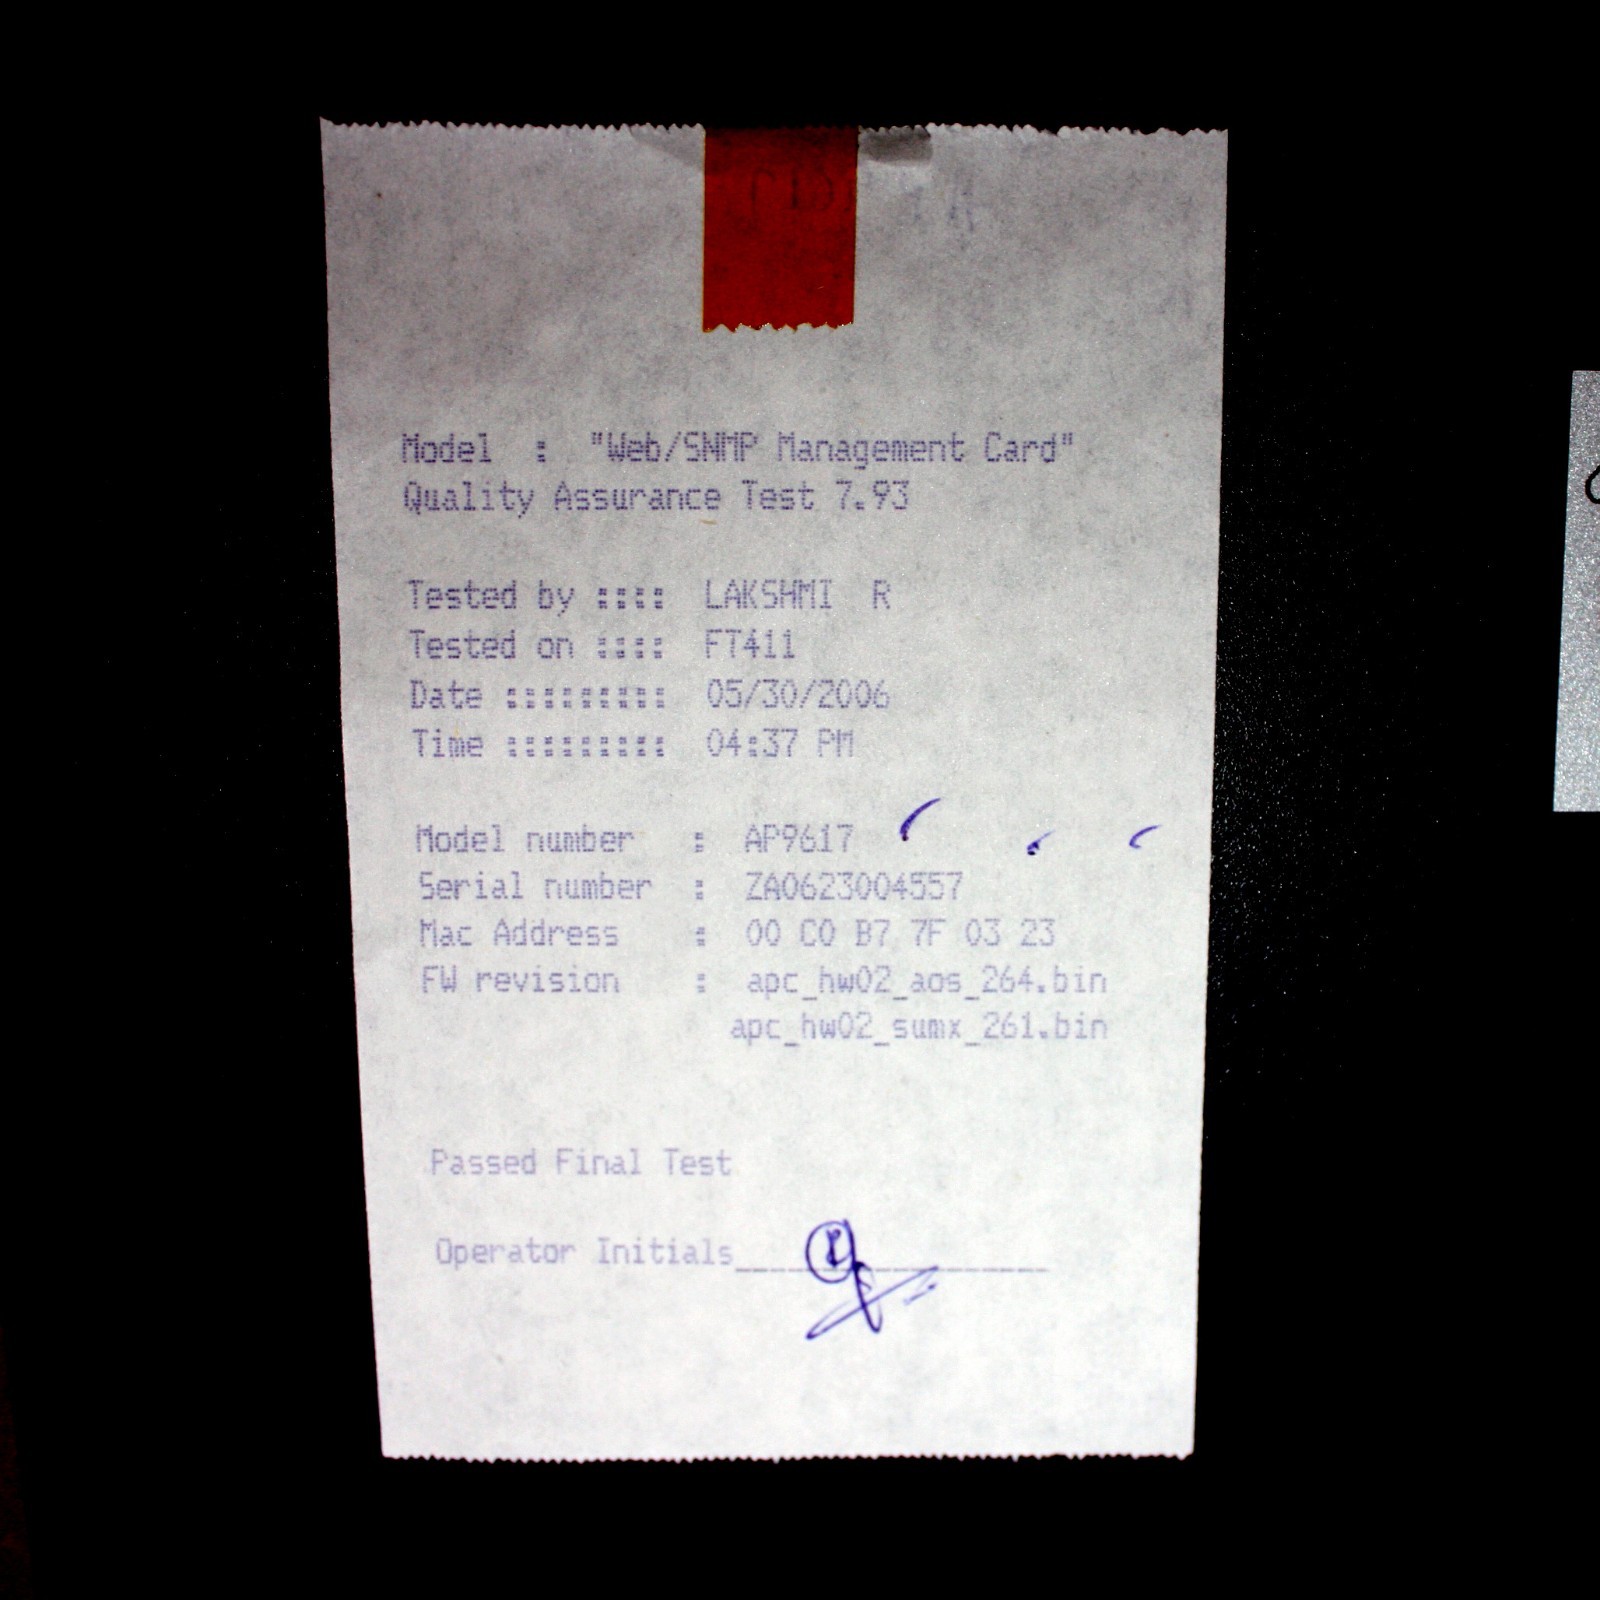 Model : "Web/SNMP Management Card"
Quality Assurance Test 7.93
Tested by :::: LAKSHMI R
Tested on :::: FT411
Date ::::::::: 05/30/2006
Time ::::::::: 04:37 PM
Model number : AP9617
Serial number : ZA0623004557
Mac Address : 00 C0 B7 7F 03 23
FW revision : apc_hw02_aos_264.bin
apc_hw02_sumx_261.bin
Passed Final Test
Operator Initials